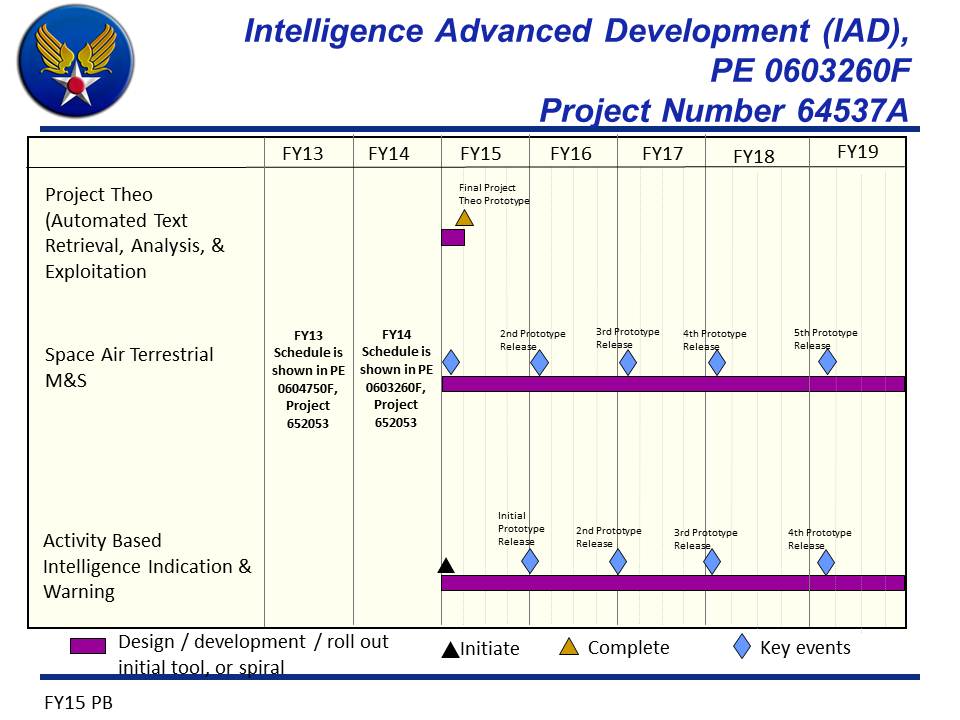 Intelligence Advanced Development (IAD),
PE 0603260F
Project Number 64537A
FY13
FY14
FY15
FY16
FY17
FY18
FY19
Project Theo
(Automated Text
Retrieval, Analysis, &
Exploitation
Final Project
Theo Prototype
Space Air Terrestrial
M&S
FY13
Schedule is
shown in PE
0604750F,
Project
652053
FY14
Schedule is
shown in PE
0603260F,
Project
652053
2nd Prototype
Release
3rd Prototype
Release
4th Prototype
Release
5th Prototype
Release
Activity Based
Intelligence Indication &
Warning
Initial
Prototype
Release
2nd Prototype
Release
3rd Prototype
Release
4th Prototype
Release
Design / development / roll out
initial tool, or spiral
Initiate
Complete
Key events
FY15 PB